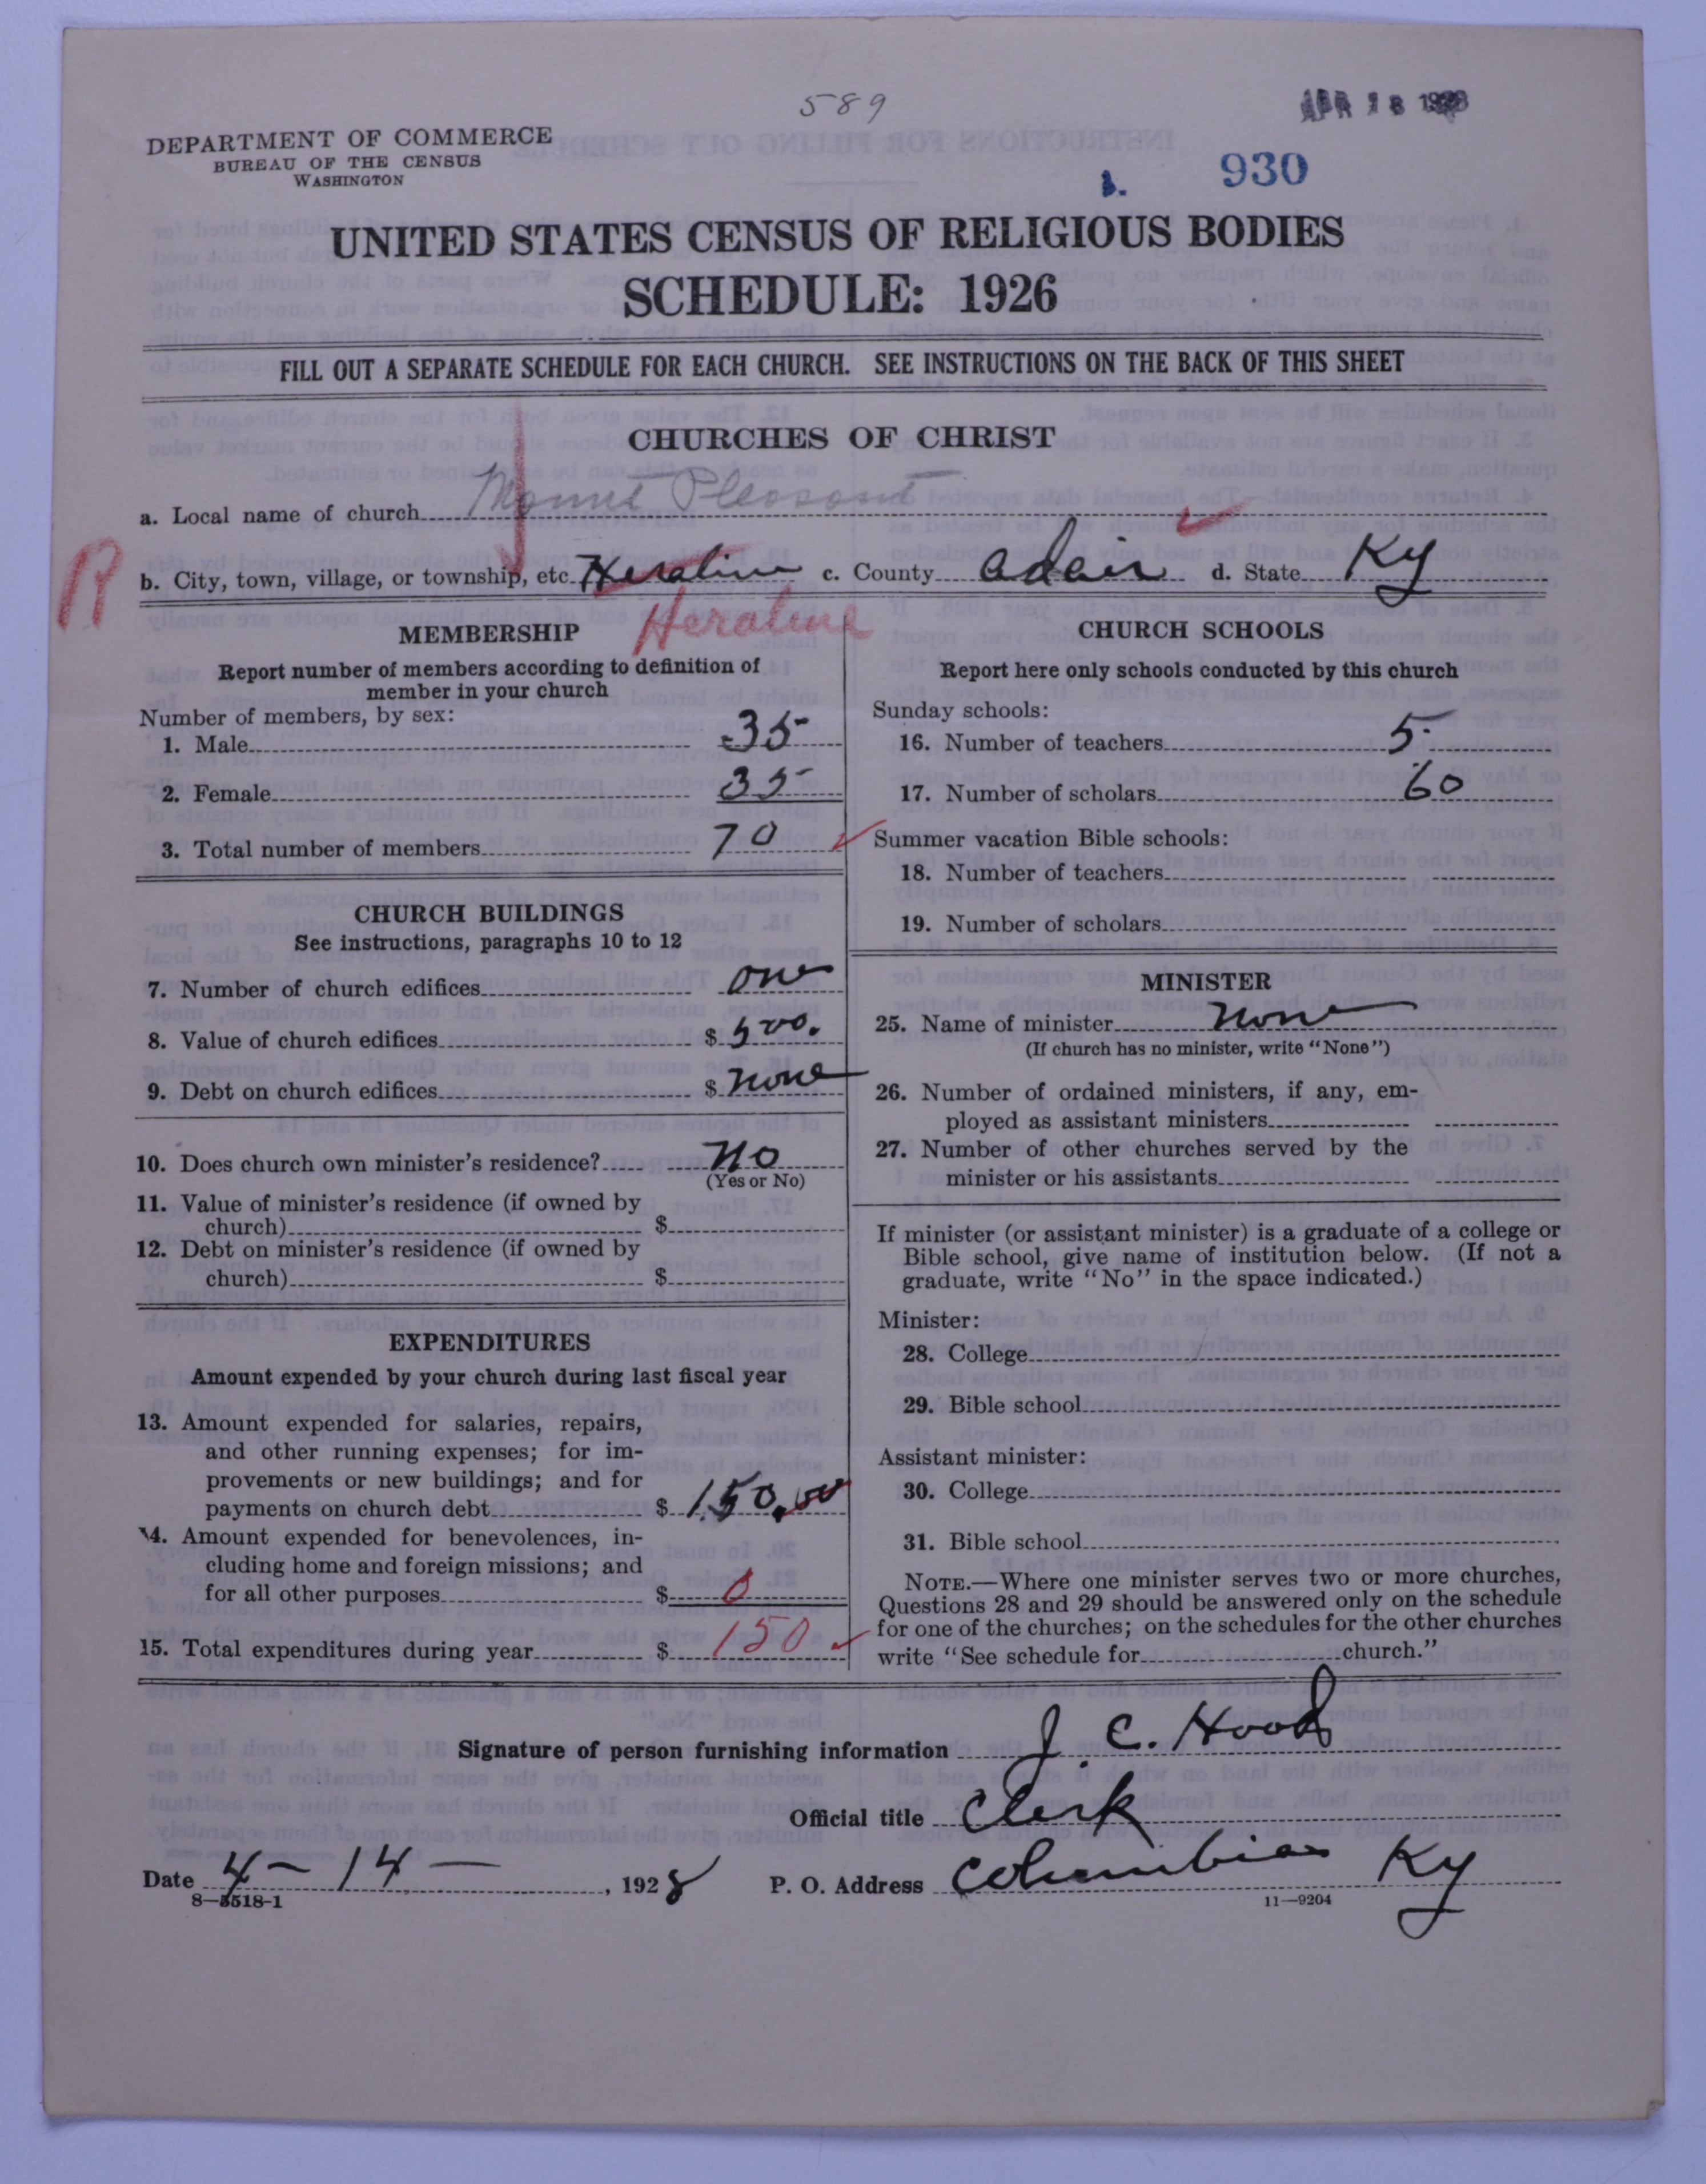 589
APR 18 1928
DEPARTMENT OF COMMERCE
BUREAU OF THE CENSUS
WASHINGTON
930
UNITED STATES CENSUS OF RELIGIOUS BODIES
SCHEDULE: 1926
FILL OUT A SEPARATE SCHEDULE FOR EACH CHURCH. SEE INSTRUCTIONS ON THE BACK OF THIS SHEET
CHURCHES OF CHRIST
a. Local name of church Mount Pleasant
R
b. City, town, village, or township, etc. Heraline c. County Adair d. State Ky
Heraline
MEMBERSHIP
Report number of members according to definition of
member in your church
Number of members, by sex:
1. Male 35
2. Female 35
3. Total number of members 70
CHURCH BUILDINGS
See instructions, paragraphs 10 to 12
7. Number of church edifices one
8. Value of church edifices $ 500.
9. Debt on church edifices $ none
10. Does church own minister's residence? No
(Yes or No)
11. Value of minister's residence (if owned by
church) $
12. Debt on minister's residence (if owned by
church) $
EXPENDITURES
Amount expended by your church during last fiscal year
13. Amount expended for salaries, repairs,
and other running expenses; for im-
provements or new buildings; and for
payments on church debt $ 150.00
14. Amount expended for benevolences, in-
cluding home and foreign missions; and
for all other purposes $ 0
15. Total expenditures during year $ 150
CHURCH SCHOOLS
Report here only schools conducted by this church
Sunday schools:
16. Number of teachers 5
17. Number of scholars 60
Summer vacation Bible schools:
18. Number of teachers
19. Number of scholars
MINISTER
25. Name of minister none
(If church has no minister, write "None")
26. Number of ordained ministers, if any, em-
ployed as assistant ministers
27. Number of other churches served by the
minister or his assistants
If minister (or assistant minister) is a graduate of a college or
Bible school, give name of institution below. (If not a
graduate, write "No" in the space indicated.)
Minister:
28. College
29. Bible school
Assistant minister:
30. College
31. Bible school
NOTE.—Where one minister serves two or more churches,
Questions 28 and 29 should be answered only on the schedule
for one of the churches; on the schedules for the other churches
write "See schedule for church."
Signature of person furnishing information J. C. Hood
Official title Clerk
Date 4-14-, 1928 P. O. Address Columbia Ky
8—5518-1
11—9204